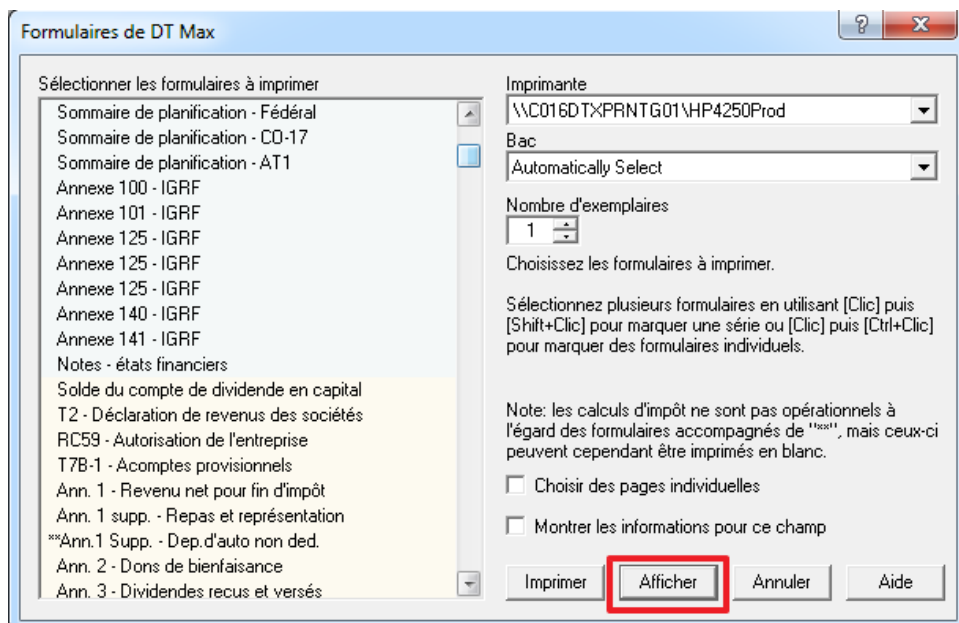 Formulaires de DT Max
Sélectionner les formulaires à imprimer
Sommaire de planification - Fédéral
Sommaire de planification - CO-17
Sommaire de planification - AT1
Annexe 100 - IGRF
Annexe 101 - IGRF
Annexe 125 - IGRF
Annexe 125 - IGRF
Annexe 125 - IGRF
Annexe 140 - IGRF
Annexe 141 - IGRF
Notes - états financiers
Solde du compte de dividende en capital
T2 - Déclaration de revenus des sociétés
RC59 - Autorisation de l'entreprise
T7B-1 - Acomptes provisionnels
Ann. 1 - Revenu net pour fin d'impôt
Ann. 1 supp. - Repas et représentation
**Ann.1 Supp. - Dep.d'auto non ded.
Ann. 2 - Dons de bienfaisance
Ann. 3 - Dividendes recus et versés
Imprimante
\\C016DTXPRNTG01\HP4250Prod
Bac
Automatically Select
Nombre d'exemplaires
1
Choisissez les formulaires à imprimer.
Sélectionnez plusieurs formulaires en utilisant [Clic] puis
[Shift+Clic] pour marquer une série ou [Clic] puis [Ctrl+Clic]
pour marquer des formulaires individuels.
Note: les calculs d'impôt ne sont pas opérationnels à
l'égard des formulaires accompagnés de "**", mais ceux-ci
peuvent cependant être imprimés en blanc.
Choisir des pages individuelles
Montrer les informations pour ce champ
Imprimer
Afficher
Annuler
Aide